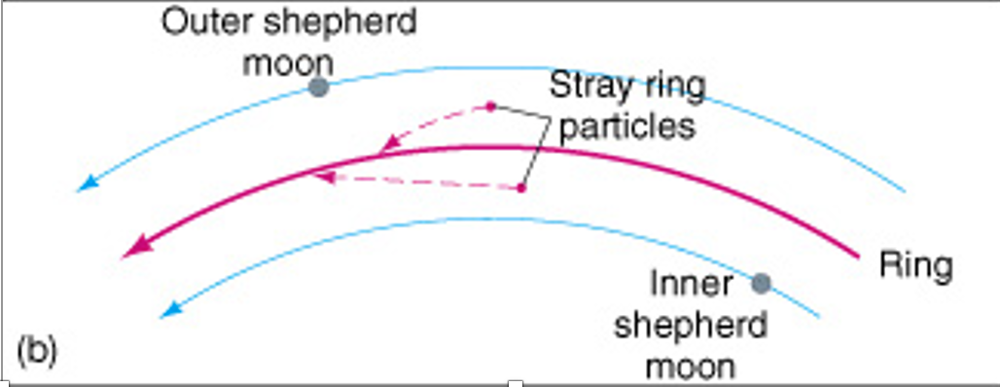 Outer shepherd
moon
Stray ring
particles
Ring
Inner
shepherd
moon
(b)